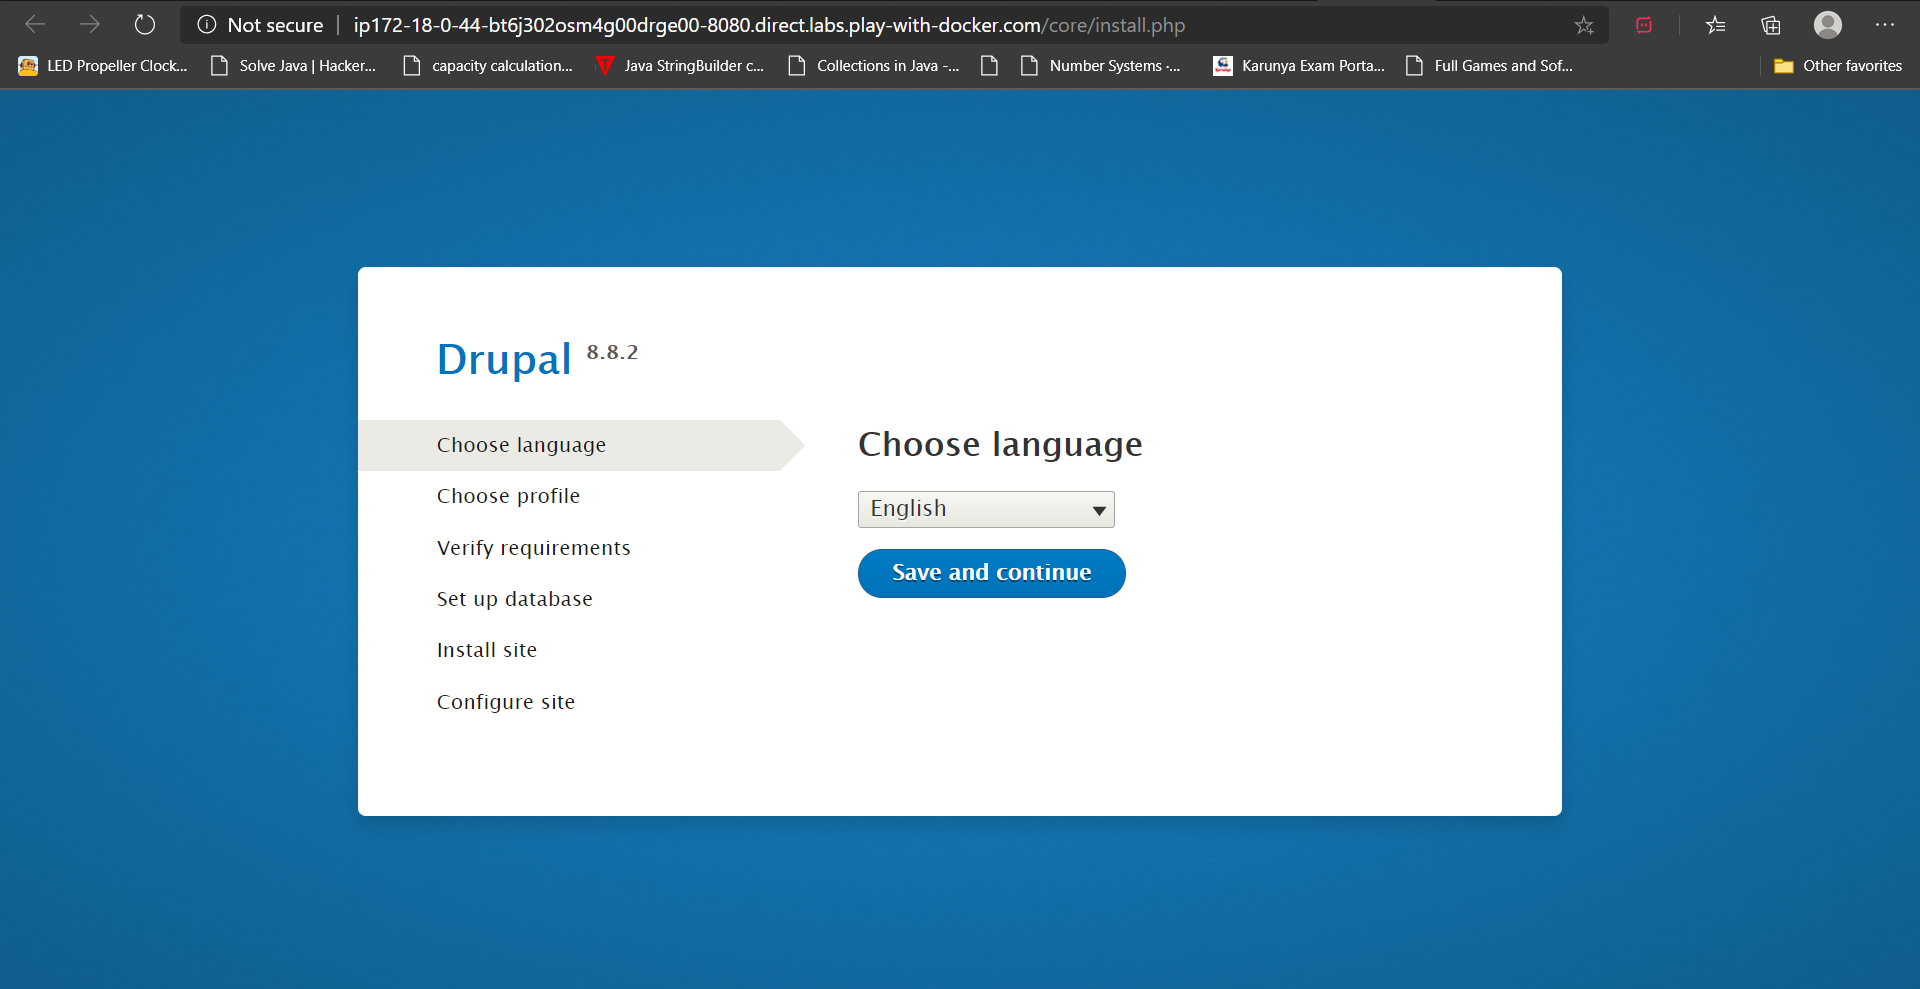 Not secure | ip172-18-0-44-bt6j302osm4g00drge00-8080.direct.labs.play-with-docker.com/core/install.php
LED Propeller Clock... Solve Java | Hacker... capacity calculation... Java StringBuilder c... Collections in Java -... Number Systems -... Karunya Exam Porta... Full Games and Sof... Other favorites
Drupal 8.8.2
Choose language
Choose profile
Verify requirements
Set up database
Install site
Configure site
Choose language
English
Save and continue